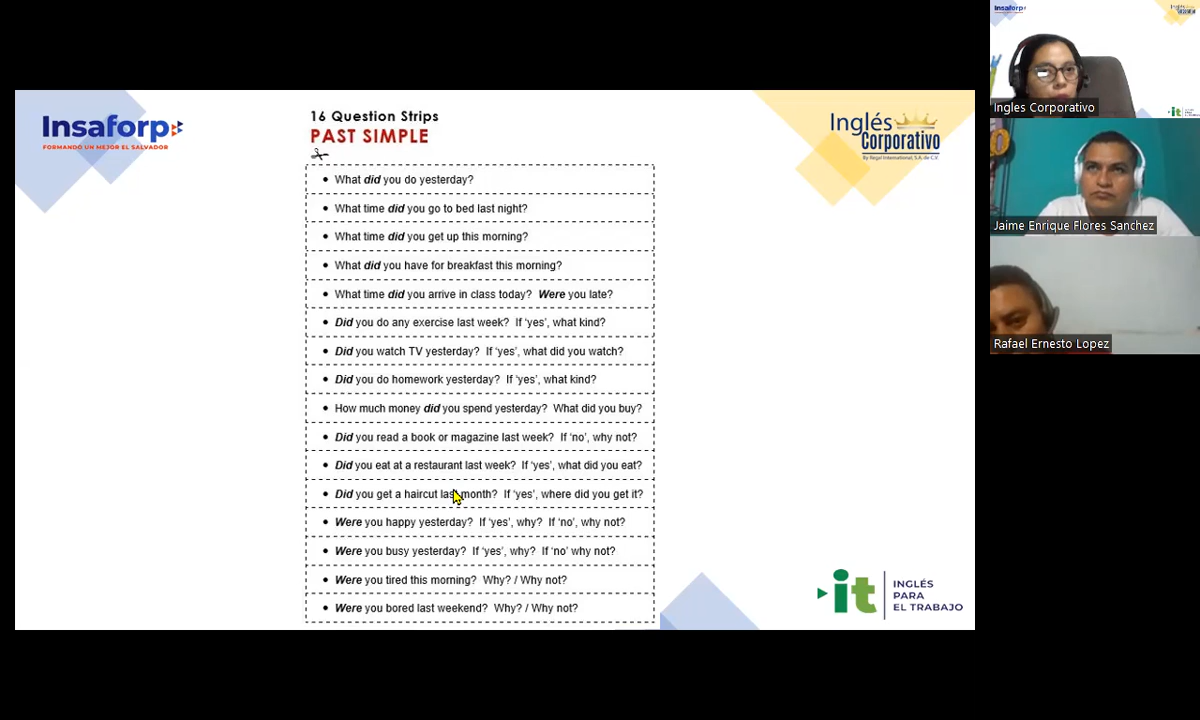 Insaforp
FORMANDO UN MEJOR EL SALVADOR
16 Question Strips
PAST SIMPLE
Inglés
Corporativo
By Regal International, S.A. de C.V.
• What did you do yesterday?
• What time did you go to bed last night?
• What time did you get up this morning?
• What did you have for breakfast this morning?
• What time did you arrive in class today? Were you late?
• Did you do any exercise last week? If 'yes', what kind?
• Did you watch TV yesterday? If 'yes', what did you watch?
• Did you do homework yesterday? If 'yes', what kind?
• How much money did you spend yesterday? What did you buy?
• Did you read a book or magazine last week? If 'no', why not?
• Did you eat at a restaurant last week? If 'yes', what did you eat?
• Did you get a haircut last month? If 'yes', where did you get it?
• Were you happy yesterday? If 'yes', why? If 'no', why not?
• Were you busy yesterday? If 'yes', why? If 'no' why not?
• Were you tired this morning? Why? / Why not?
• Were you bored last weekend? Why? / Why not?
it
INGLÉS
PARA
EL TRABAJO
Insaforp
Inglés
Corporativo
it
Ingles Corporativo
Jaime Enrique Flores Sanchez
Rafael Ernesto Lopez